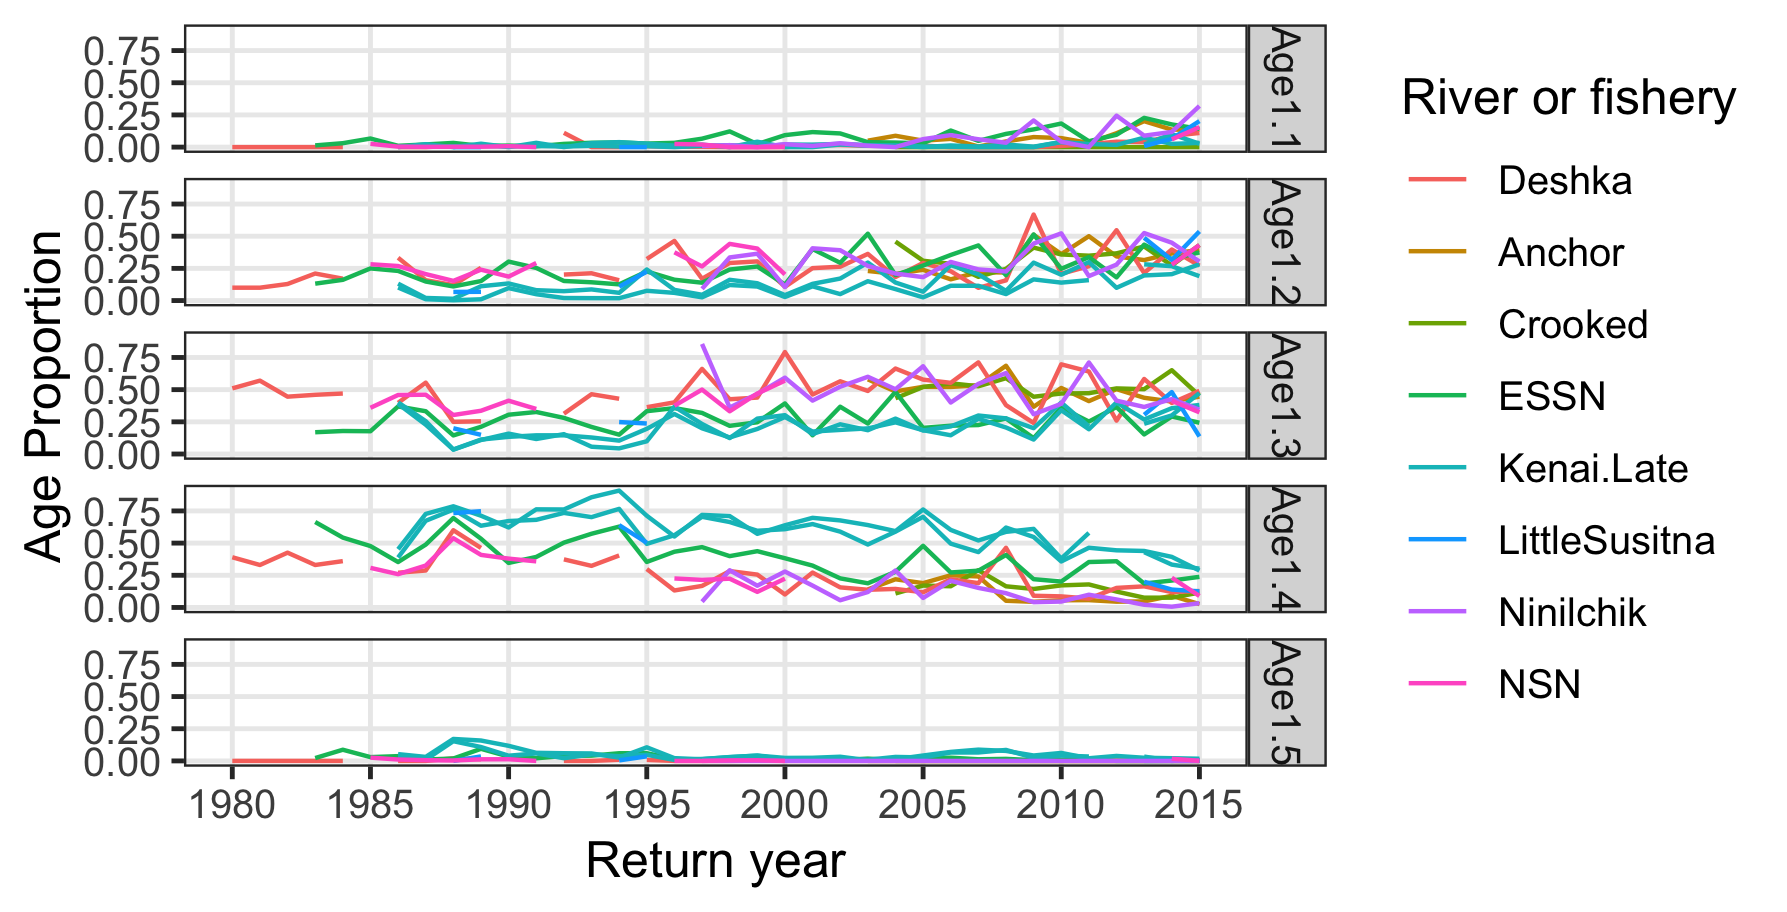 0.75
0.50
0.25
0.00
Age1.1
0.75
0.50
0.25
0.00
Age1.2
0.75
0.50
0.25
0.00
Age1.3
0.75
0.50
0.25
0.00
Age1.4
0.75
0.50
0.25
0.00
Age1.5
1980 1985 1990 1995 2000 2005 2010 2015
Return year
Age Proportion
River or fishery
Deshka
Anchor
Crooked
ESSN
Kenai.Late
LittleSusitna
Ninilchik
NSN